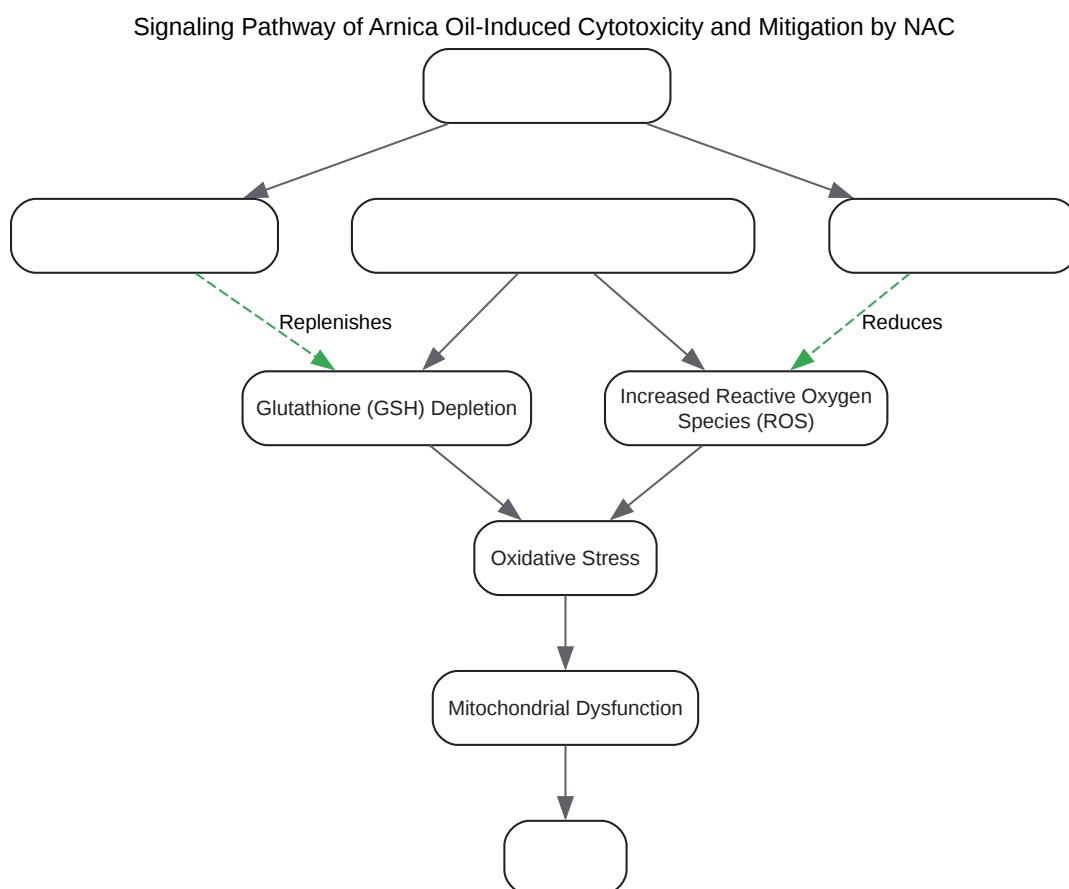 Signaling Pathway of Arnica Oil-Induced Cytotoxicity and Mitigation by NAC
Replenishes
Reduces
Glutathione (GSH) Depletion
Increased Reactive Oxygen
Species (ROS)
Oxidative Stress
Mitochondrial Dysfunction